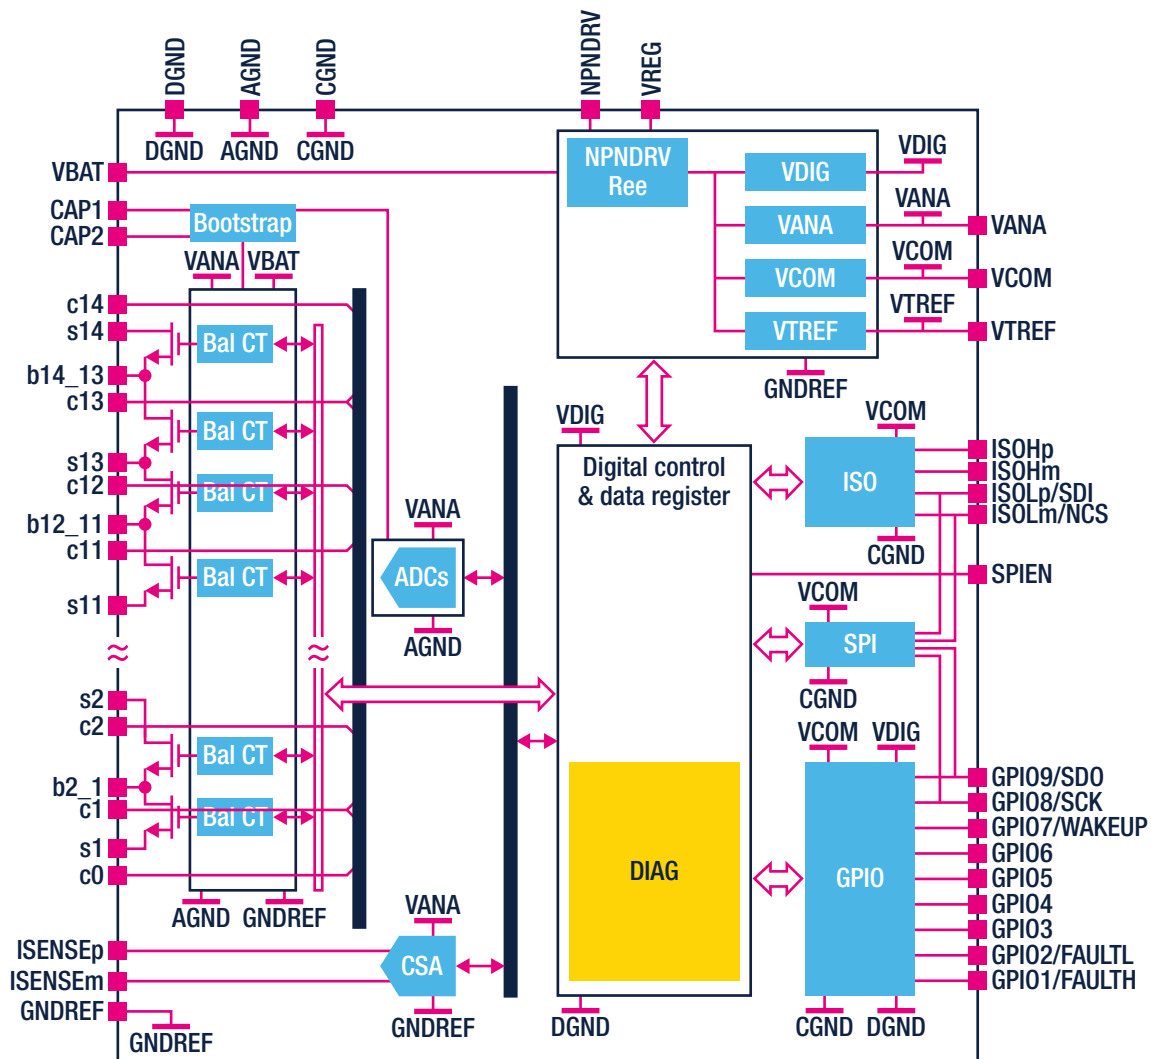 DGND
AGND
CGND
NPNDRV
VREG
DGND
AGND
CGND
VBAT
NPNDRV
Ree
VDIG
VDIG
CAP1
CAP2
Bootstrap
VANA
VANA
VANA
VANA
VBAT
VCOM
VCOM
VCOM
c14
s14
Bal CT
VTREF
VTREF
VTREF
b14_13
c13
GNDREF
Bal CT
VDIG
VCOM
s13
c12
Bal CT
b12_11
c11
Bal CT
s11
Digital control
& data register
ISO
ISOHp
ISOHm
ISOLp/SDI
ISOLm/NCS
CGND
VANA
ADCs
AGND
SPIEN
VCOM
SPI
CGND
≈
≈
s2
c2
Bal CT
b2_1
c1
Bal CT
s1
c0
AGND
GNDREF
VCOM
VDIG
DIAG
GPIO
GPIO9/SDO
GPIO8/SCK
GPIO7/WAKEUP
GPIO6
GPIO5
GPIO4
GPIO3
GPIO2/FAULTL
GPIO1/FAULTH
VANA
ISENSEp
CSA
ISENSEm
GNDREF
GNDREF
GNDREF
DGND
CGND
DGND